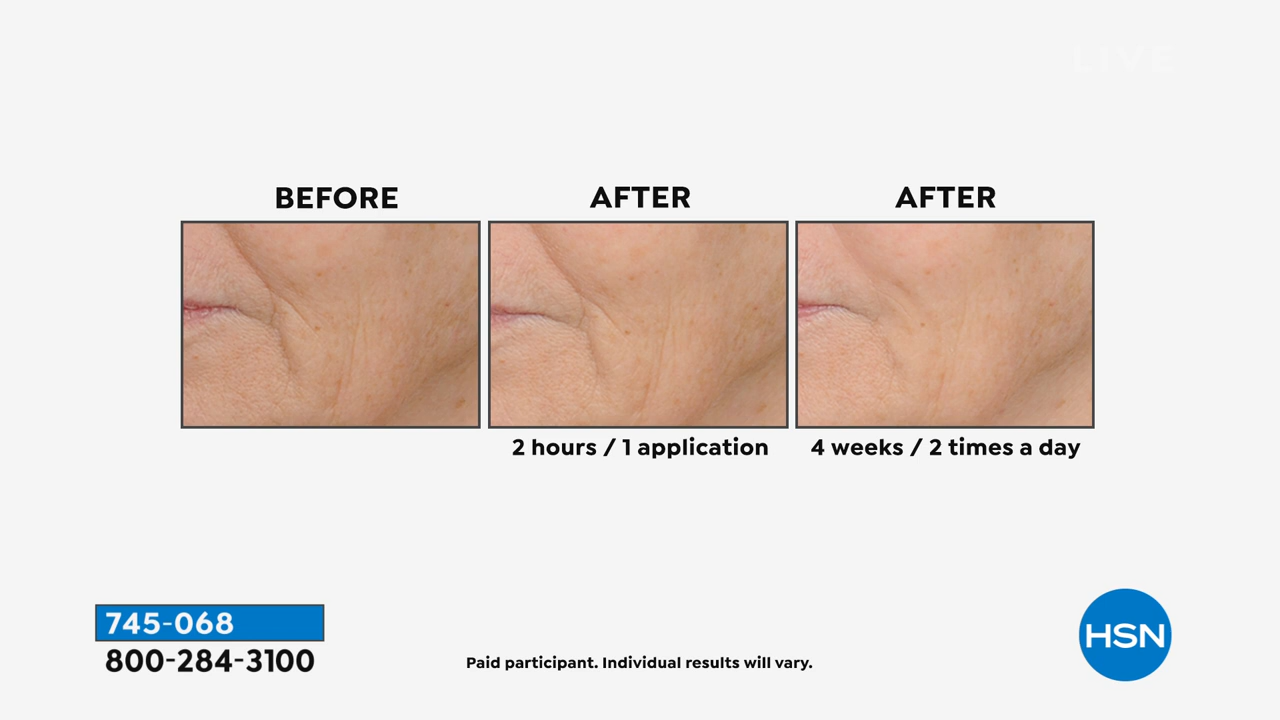 LIVE
BEFORE
AFTER
AFTER
2 hours / 1 application
4 weeks / 2 times a day
745-068
800-284-3100
Paid participant. Individual results will vary.
HSN